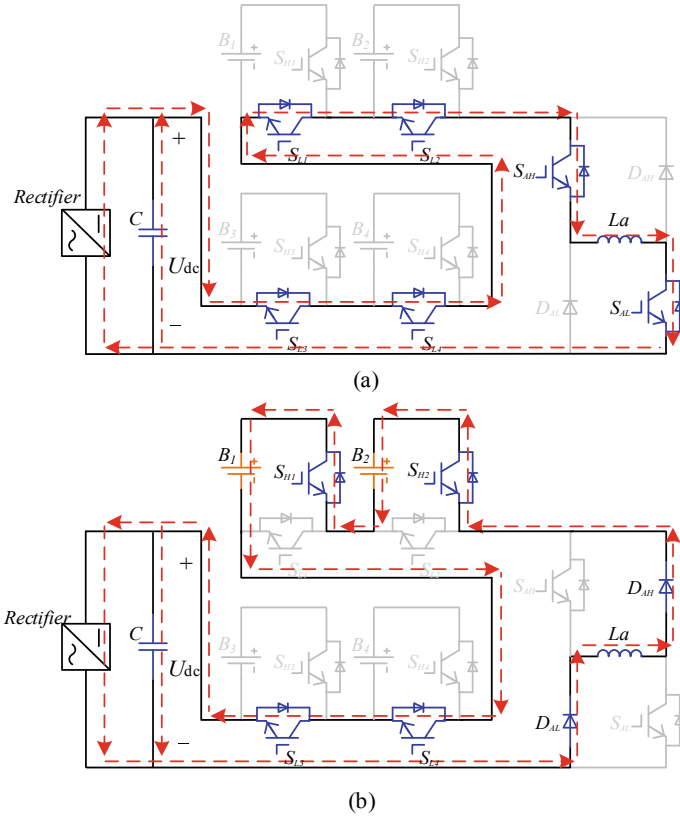 B1 SH1 B2 SH2
+
SL1 SL2
SAH
DAH
Rectifier
C
La
B3 SH3 B4 SH4
Udc
SAL
DAL
−
SL3 SL4
(a)
B1 SH1 B2 SH2
+
SL1 SL2
SAH
DAH
Rectifier
C
La
B3 SH3 B4 SH4
Udc
DAL
SAL
−
SL3 SL4
(b)